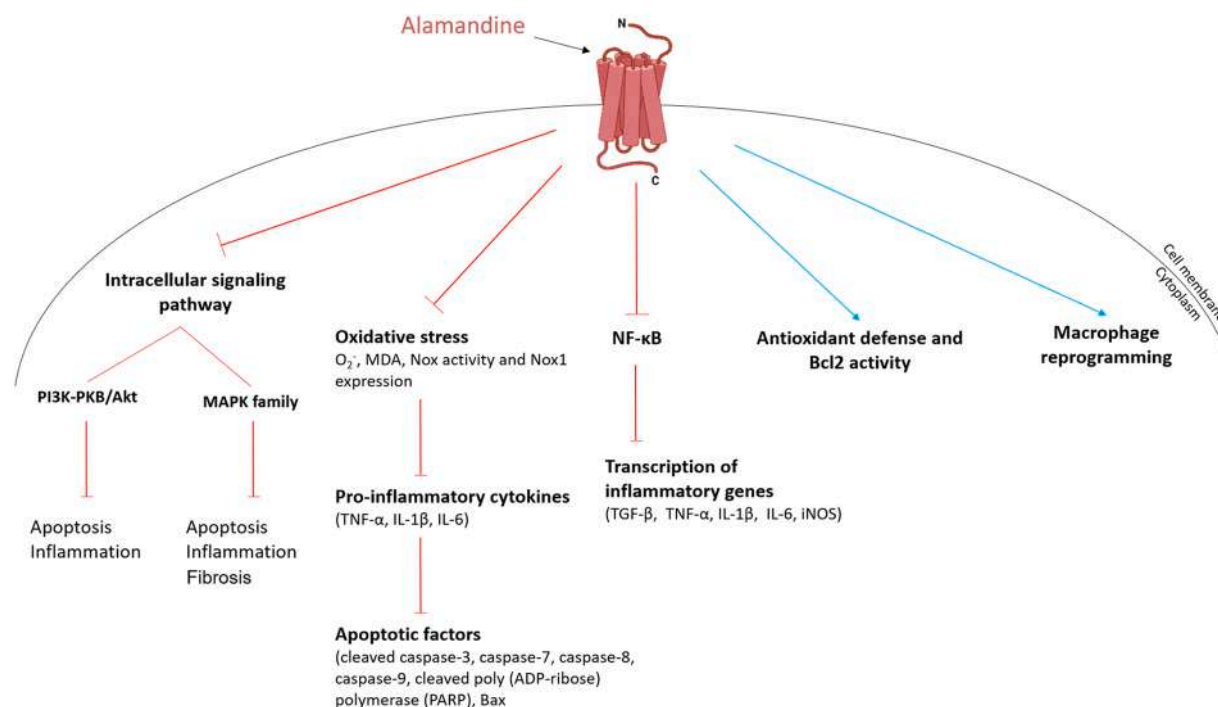 Alamandine
N
C
Cell membrane
Cytoplasm
Intracellular signaling
pathway
PI3K-PKB/Akt
MAPK family
Apoptosis
Inflammation
Apoptosis
Inflammation
Fibrosis
Oxidative stress
O₂⁻, MDA, Nox activity and Nox1
expression
Pro-inflammatory cytokines
(TNF-α, IL-1β, IL-6)
Apoptotic factors
(cleaved caspase-3, caspase-7, caspase-8,
caspase-9, cleaved poly (ADP-ribose)
polymerase (PARP), Bax
NF-κB
Transcription of
inflammatory genes
(TGF-β, TNF-α, IL-1β, IL-6, iNOS)
Antioxidant defense and
Bcl2 activity
Macrophage
reprogramming